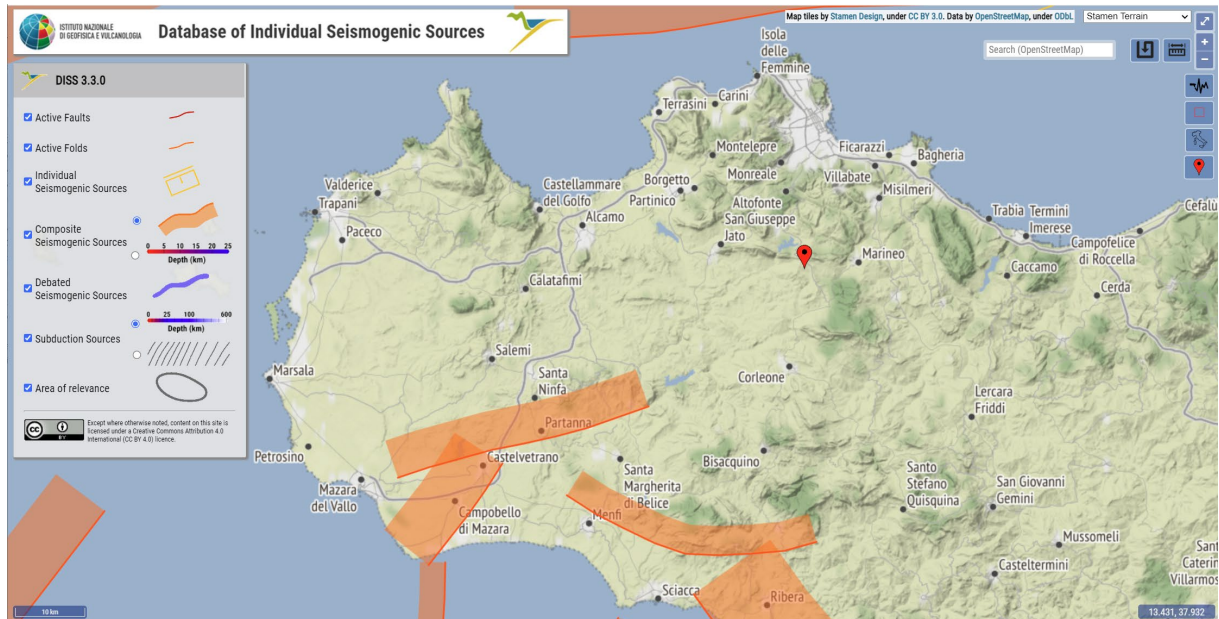 Map tiles by Stamen Design, under CC BY 3.0. Data by OpenStreetMap, under ODbL
Stamen Terrain
ISTITUTO NAZIONALE
DI GEOFISICA E VULCANOLOGIA
Database of Individual Seismogenic Sources
Search (OpenStreetMap)
+
−
DISS 3.3.0
Active Faults
Active Folds
Individual
Seismogenic Sources
Composite
Seismogenic Sources
0 5 10 15 20 25
Depth (km)
Debated
Seismogenic Sources
0 25 100 600
Depth (km)
Subduction Sources
Area of relevance
cc BY
Except where otherwise noted, content on this site is
licensed under a Creative Commons Attribution 4.0
International (CC BY 4.0) licence.
Isola
delle
Femmine
Terrasini
Carini
Montelepre
Monreale
Ficarazzi
Bagheria
Villabate
Misilmeri
Valderice
Trapani
Paceco
Castellammare
del Golfo
Borgetto
Partinico
Altofonte
San Giuseppe
Jato
Alcamo
Trabia
Termini
Imerese
Cefalù
Campofelice
di Roccella
Marineo
Caccamo
Cerda
Calatafimi
Salemi
Marsala
Santa
Ninfa
Corleone
Lercara
Friddi
Partanna
Petrosino
Castelvetrano
Bisacquino
Santa
Margherita
di Belice
Santo
Stefano
Quisquina
San Giovanni
Gemini
Mazara
del Vallo
Campobello
di Mazara
Menfi
Mussomeli
Casteltermini
Sant
Caterin
Villarmos
Sciacca
Ribera
10 km
13.431, 37.932